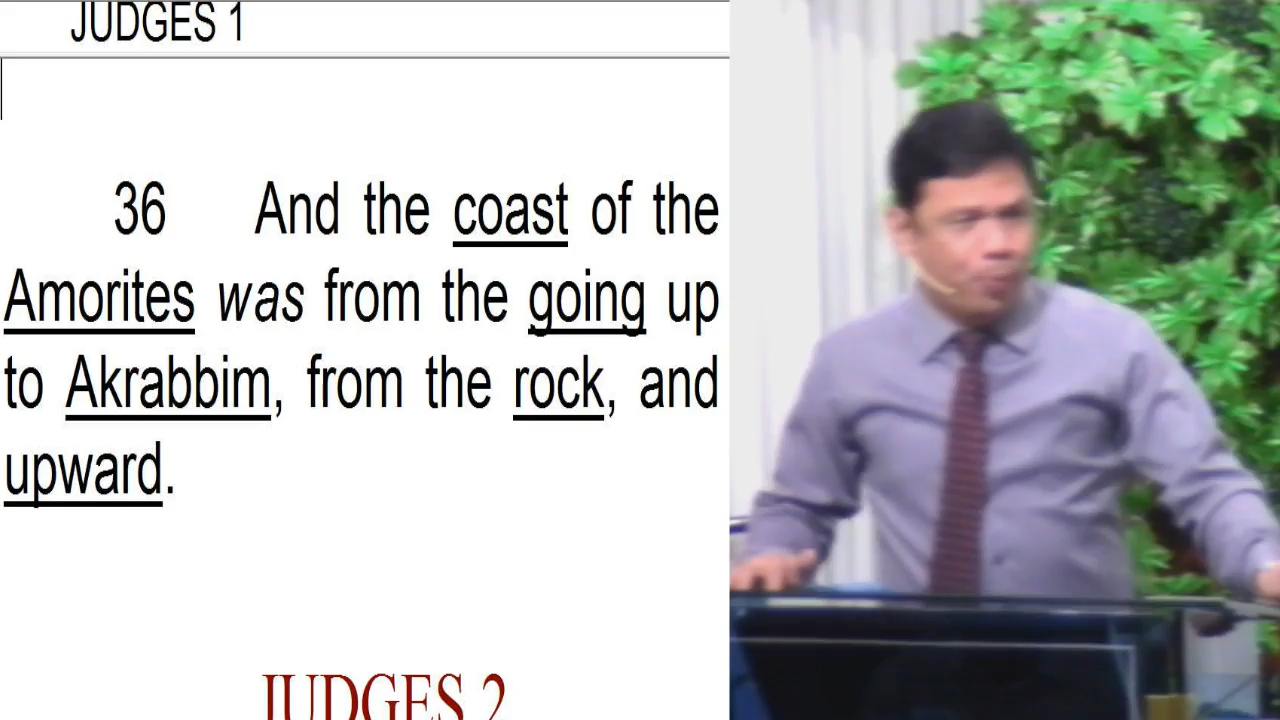 JUDGES 1
36 And the coast of the
Amorites was from the going up
to Akrabbim, from the rock, and
upward.
JUDGES 2